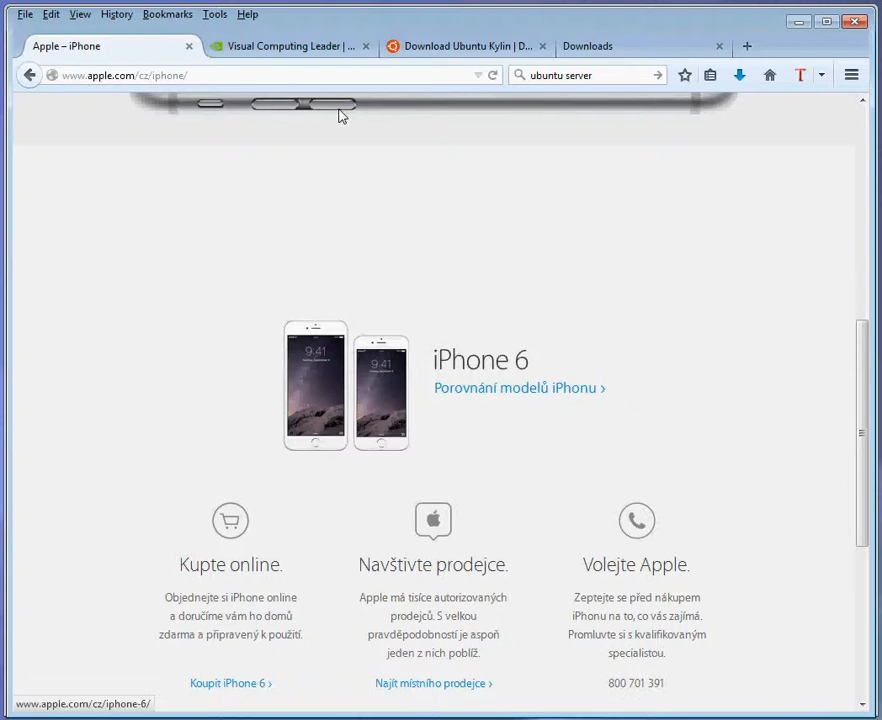 File Edit View History Bookmarks Tools Help
Apple – iPhone
Visual Computing Leader | ...
Download Ubuntu Kylin | D...
Downloads
www.apple.com/cz/iphone/
ubuntu server
T
9:41
9:41
iPhone 6
Porovnání modelů iPhonu ›
Kupte online.
Objednejte si iPhone online
a doručíme vám ho domů
zdarma a připravený k použití.
Koupit iPhone 6 ›
Navštivte prodejce.
Apple má tisíce autorizovaných
prodejců. S velkou
pravděpodobností je aspoň
jeden z nich poblíž.
Najít místního prodejce ›
Volejte Apple.
Zeptejte se před nákupem
iPhonu na to, co vás zajímá.
Promluvte si s kvalifikovaným
specialistou.
800 701 391
www.apple.com/cz/iphone-6/